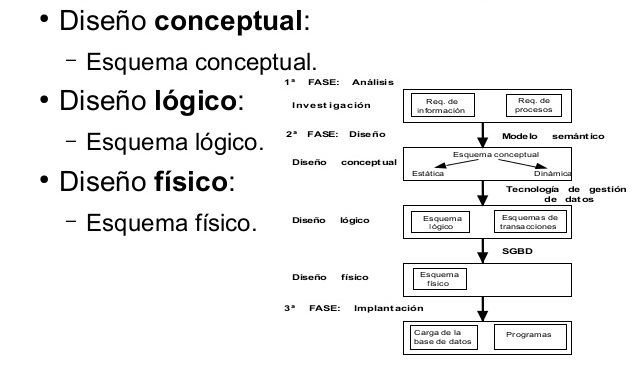 • Diseño conceptual:
– Esquema conceptual.
• Diseño lógico:
– Esquema lógico.
• Diseño físico:
– Esquema físico.
1ª FASE: Análisis
Investigación
Req. de
información
Req. de
procesos
2ª FASE: Diseño
Modelo semántico
Diseño conceptual
Esquema conceptual
Estática
Dinámica
Tecnología de gestión
de datos
Diseño lógico
Esquema
lógico
Esquemas de
transacciones
SGBD
Diseño físico
Esquema
físico
3ª FASE: Implantación
Carga de la
base de datos
Programas